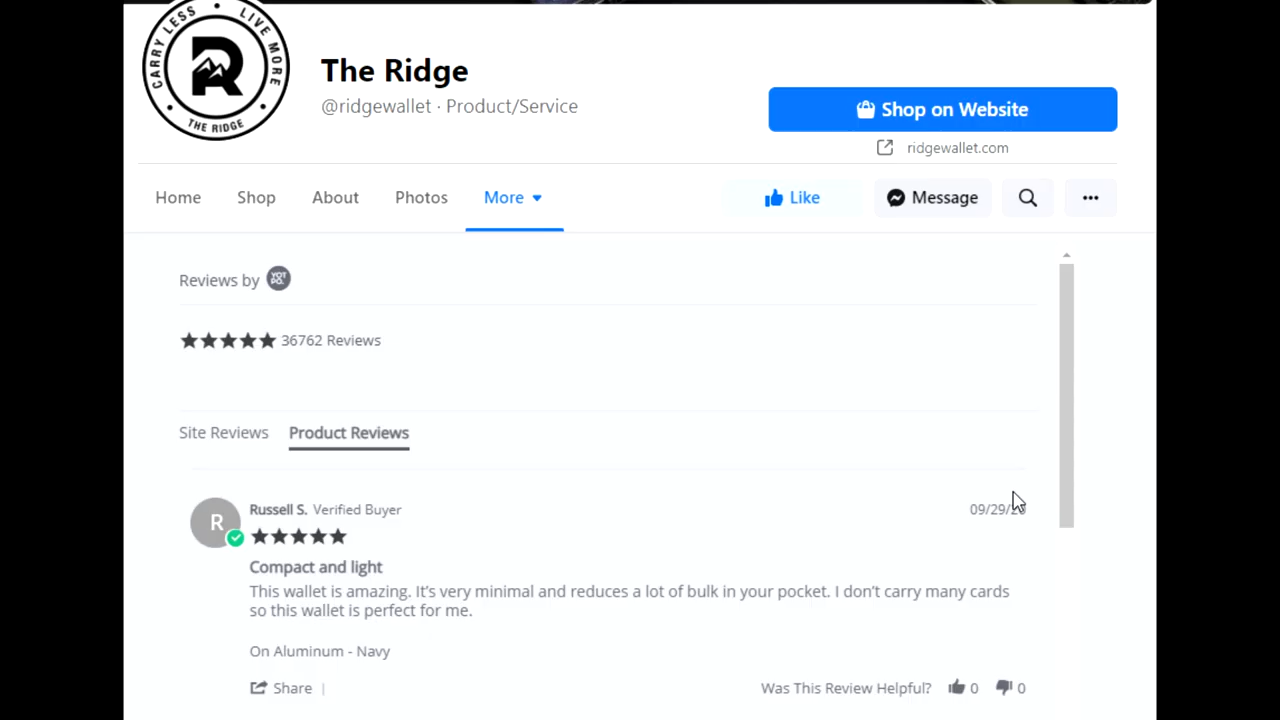 CARRY LESS • LIVE MORE
• THE RIDGE •
The Ridge
@ridgewallet · Product/Service
Shop on Website
ridgewallet.com
Home Shop About Photos More Like Message
Reviews by YOT PO.
36762 Reviews
Site Reviews Product Reviews
R
Russell S. Verified Buyer
Compact and light
This wallet is amazing. It's very minimal and reduces a lot of bulk in your pocket. I don't carry many cards
so this wallet is perfect for me.
On Aluminum - Navy
Share |
Was This Review Helpful? 0 0